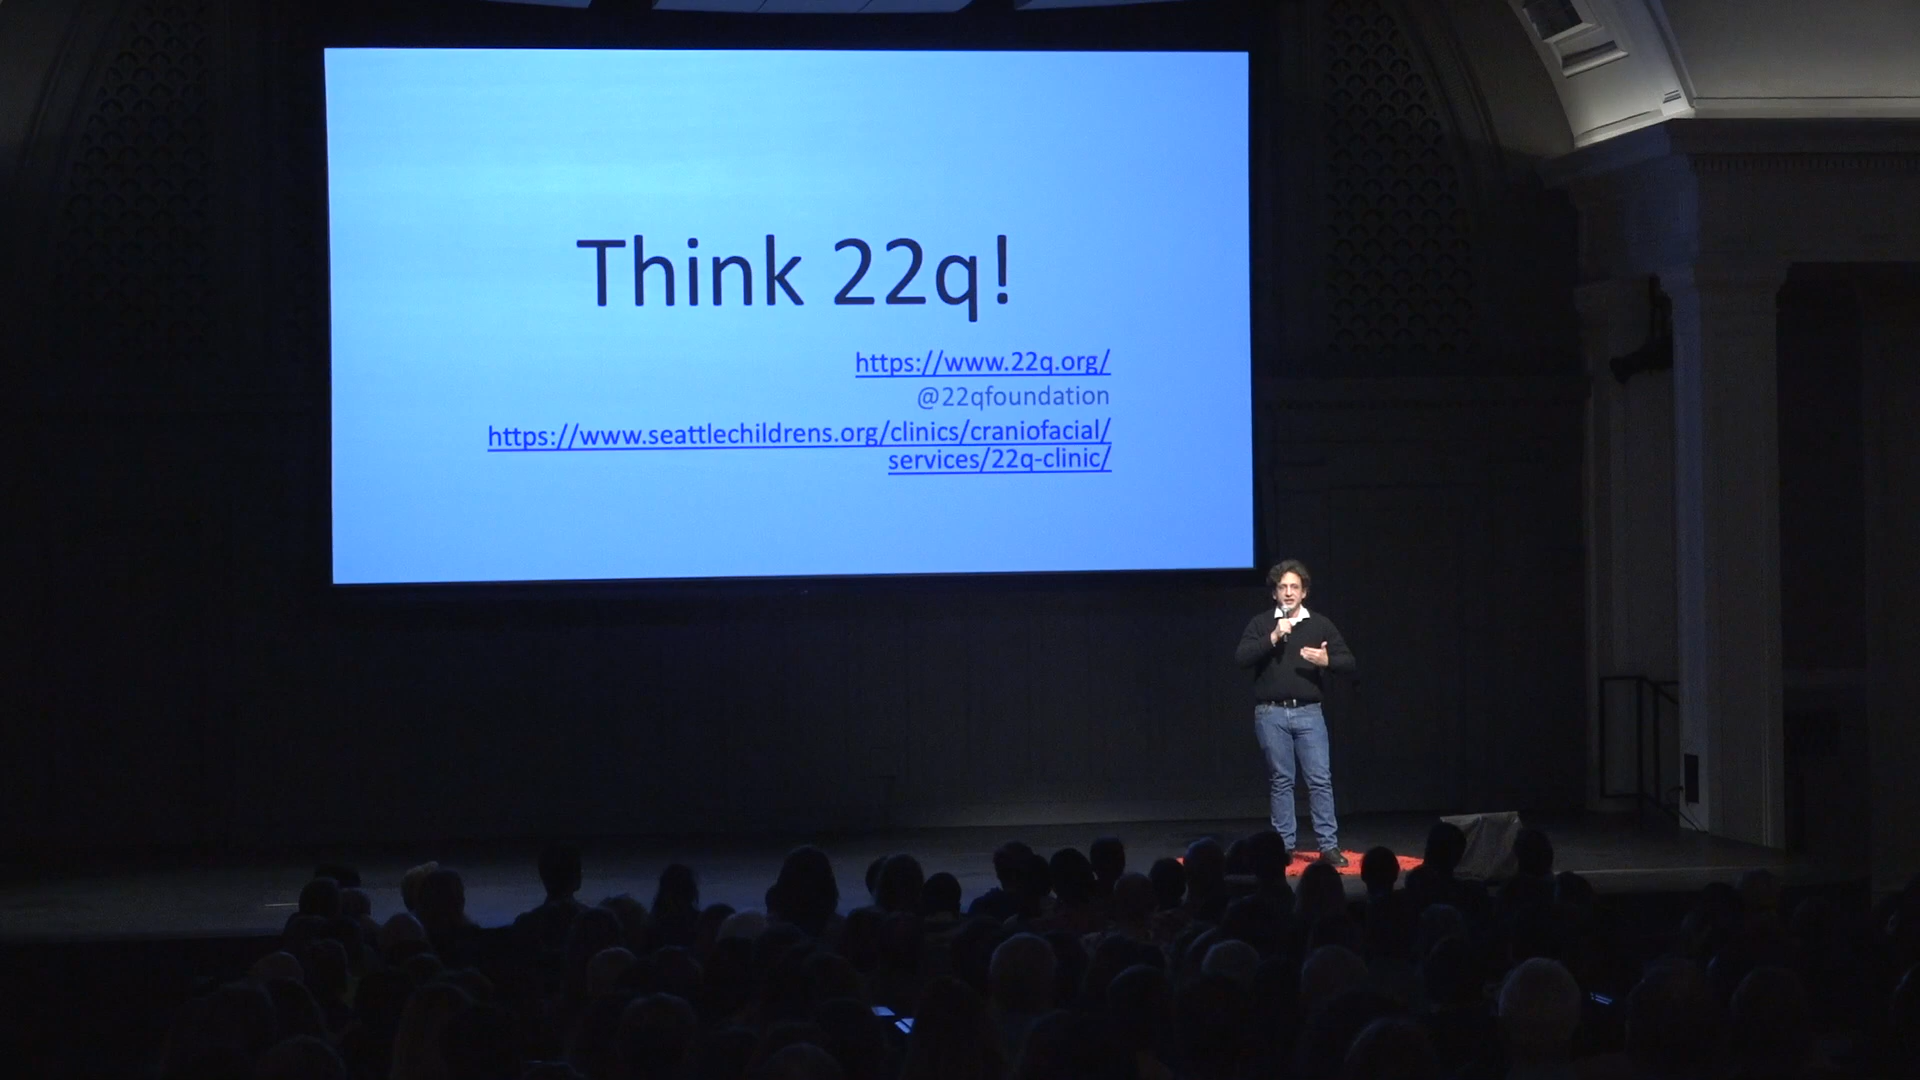 Think 22q!
https://www.22q.org/
@22qfoundation
https://www.seattlechildrens.org/clinics/craniofacial/
services/22q-clinic/